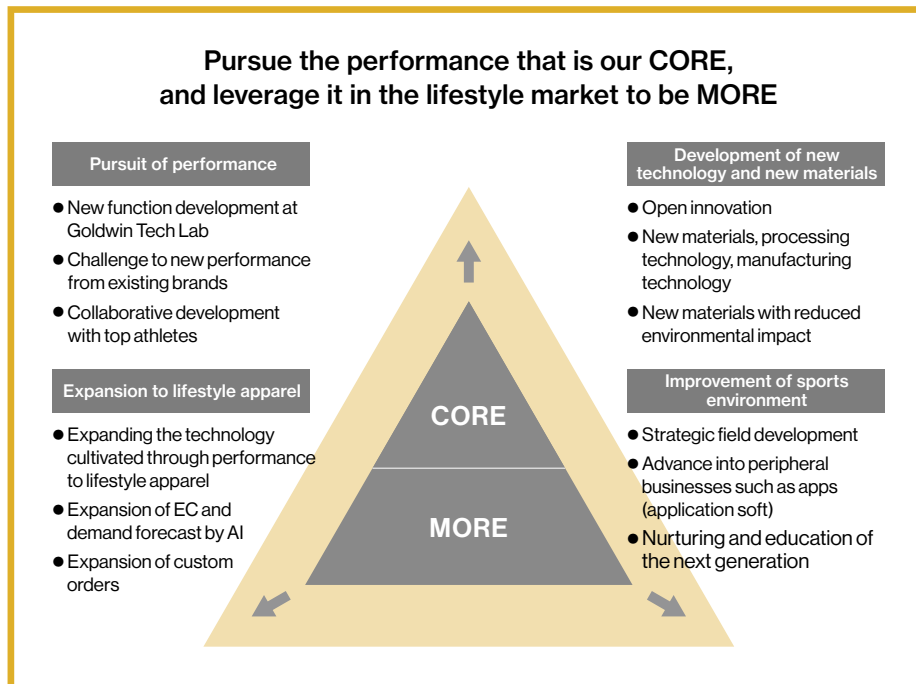 Pursue the performance that is our CORE,
and leverage it in the lifestyle market to be MORE
Pursuit of performance
● New function development at
Goldwin Tech Lab
● Challenge to new performance
from existing brands
● Collaborative development
with top athletes
Expansion to lifestyle apparel
● Expanding the technology
cultivated through performance
to lifestyle apparel
● Expansion of EC and
demand forecast by AI
● Expansion of custom
orders
CORE
MORE
Development of new
technology and new materials
● Open innovation
● New materials, processing
technology, manufacturing
technology
● New materials with reduced
environmental impact
Improvement of sports
environment
● Strategic field development
● Advance into peripheral
businesses such as apps
(application soft)
● Nurturing and education of
the next generation